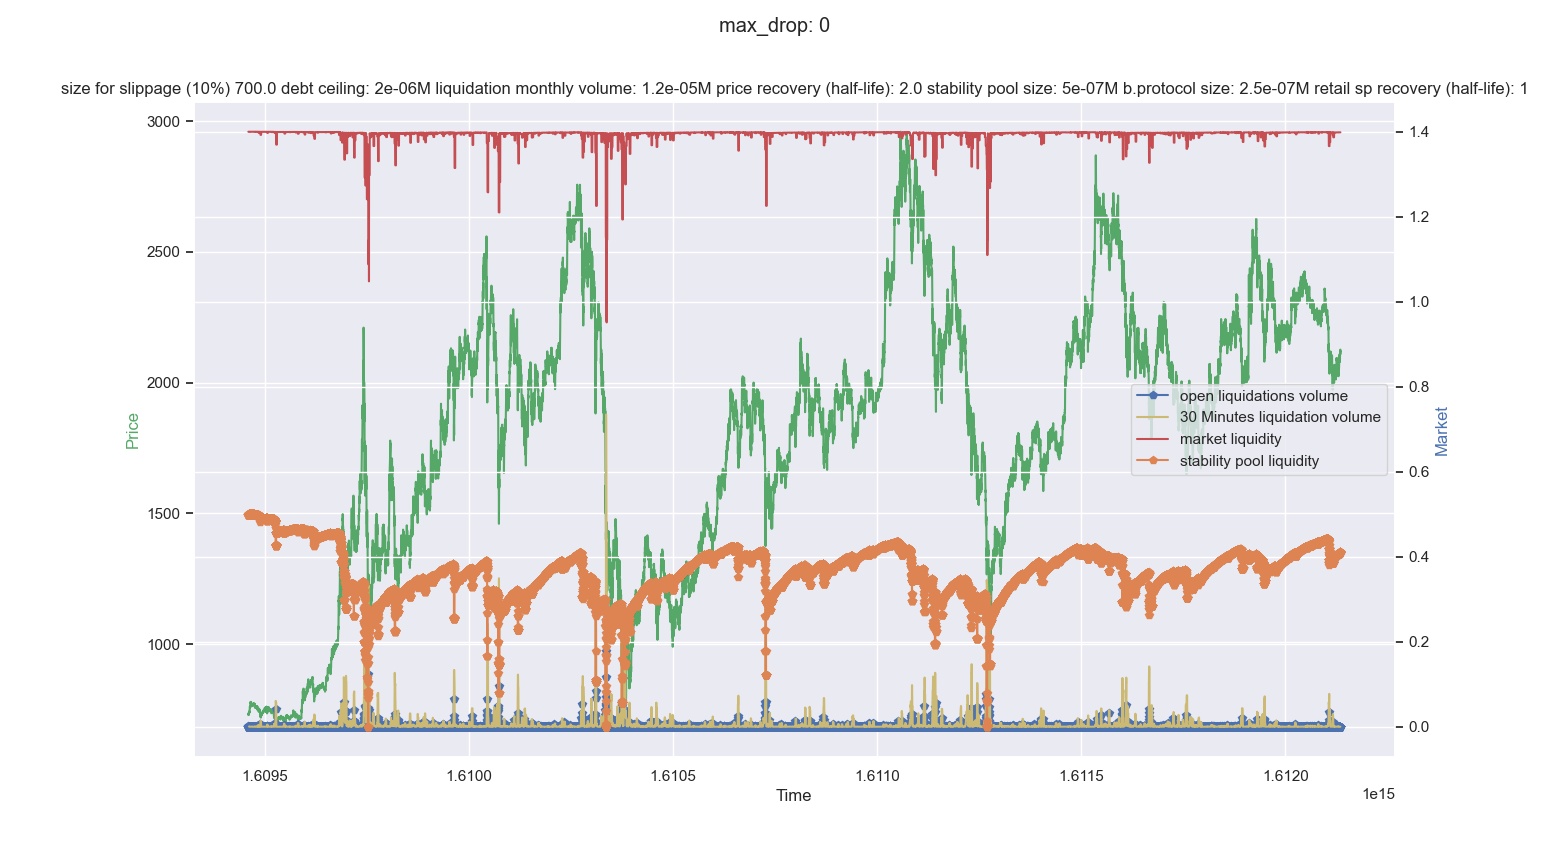 max_drop: 0
size for slippage (10%) 700.0 debt ceiling: 2e-06M liquidation monthly volume: 1.2e-05M price recovery (half-life): 2.0 stability pool size: 5e-07M b.protocol size: 2.5e-07M retail sp recovery (half-life): 1
3000
2500
2000
1500
1000
Price
1.4
1.2
1.0
0.8
0.6
0.4
0.2
0.0
Market
open liquidations volume
30 Minutes liquidation volume
market liquidity
stability pool liquidity
1.6095
1.6100
1.6105
1.6110
1.6115
1.6120
Time
1e15